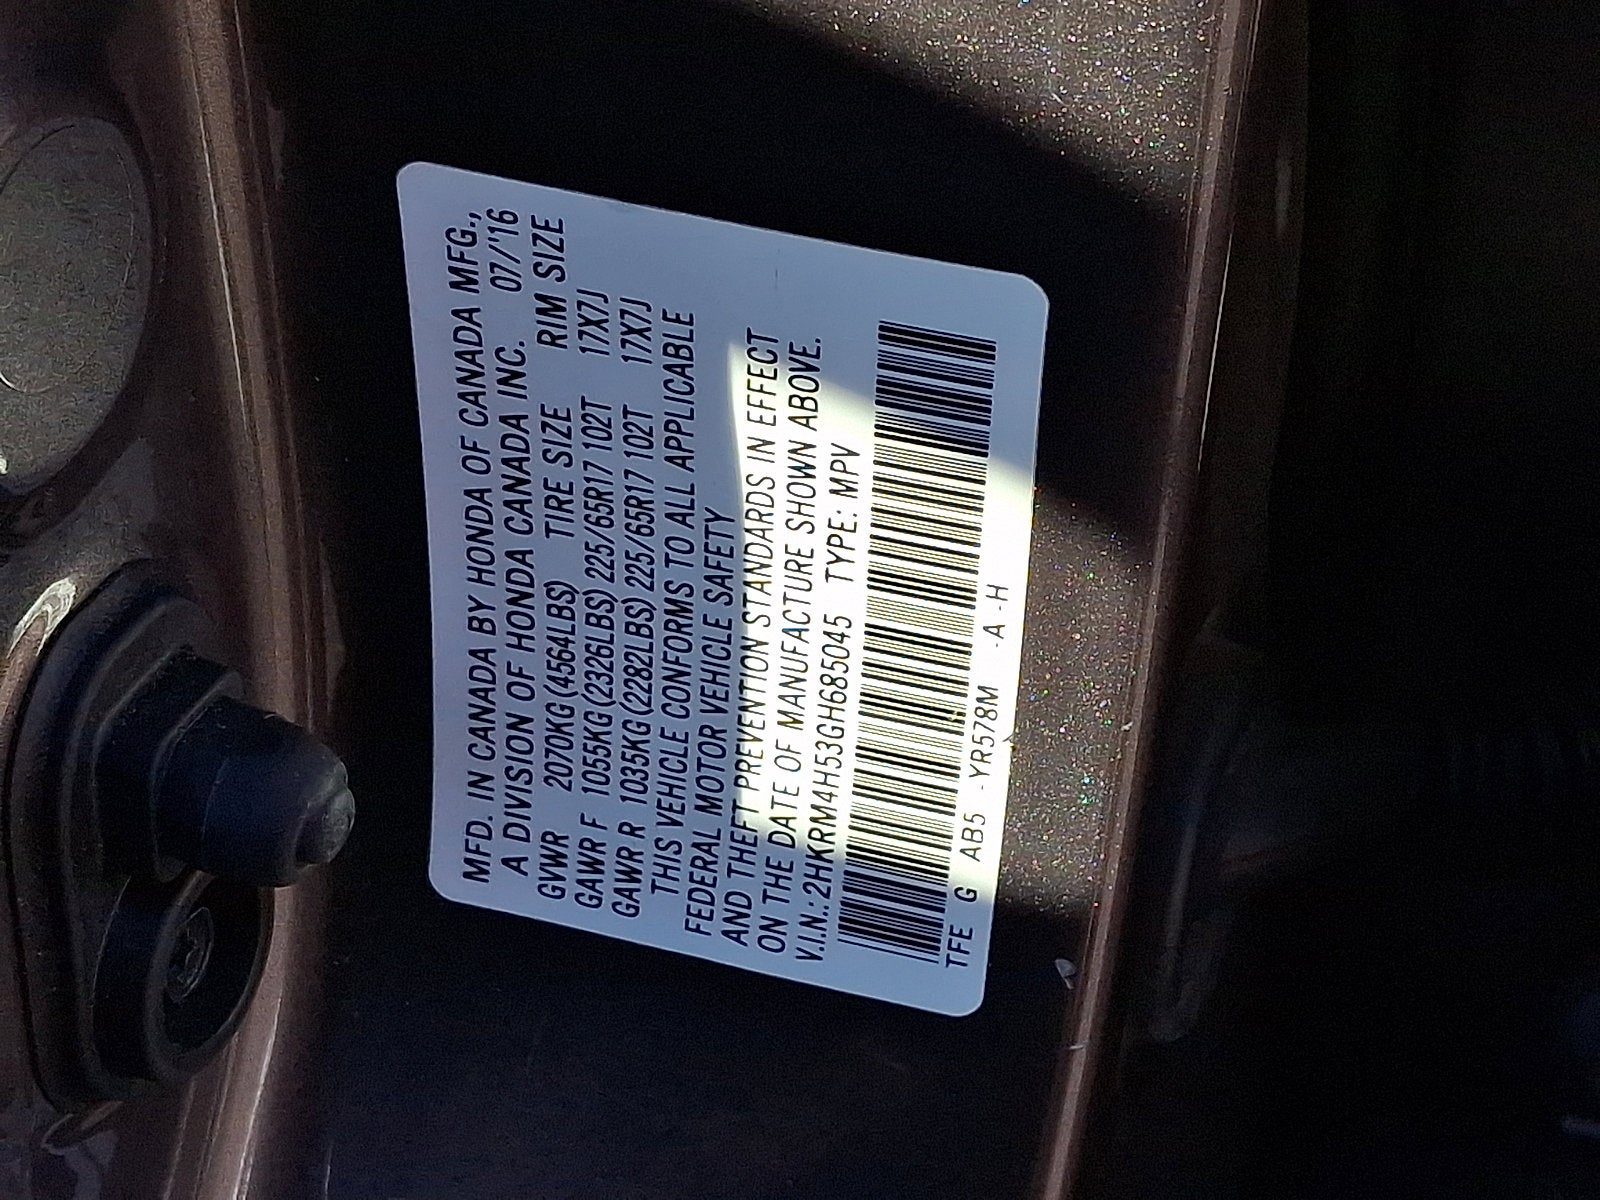 MFD. IN CANADA BY HONDA OF CANADA MFG.,
A DIVISION OF HONDA CANADA INC. 07/'16
GVWR 2070KG(4564LBS) TIRE SIZE RIM SIZE
GAWR F 1055KG(2326LBS) 225/65R17 102T 17X7J
GAWR R 1035KG(2282LBS) 225/65R17 102T 17X7J
THIS VEHICLE CONFORMS TO ALL APPLICABLE
FEDERAL MOTOR VEHICLE SAFETY
AND THEFT PREVENTION STANDARDS IN EFFECT
ON THE DATE OF MANUFACTURE SHOWN ABOVE.
V.I.N.:2HKRM4H53GH685045 TYPE: MPV
TFE G AB5 -YR578M -A -H